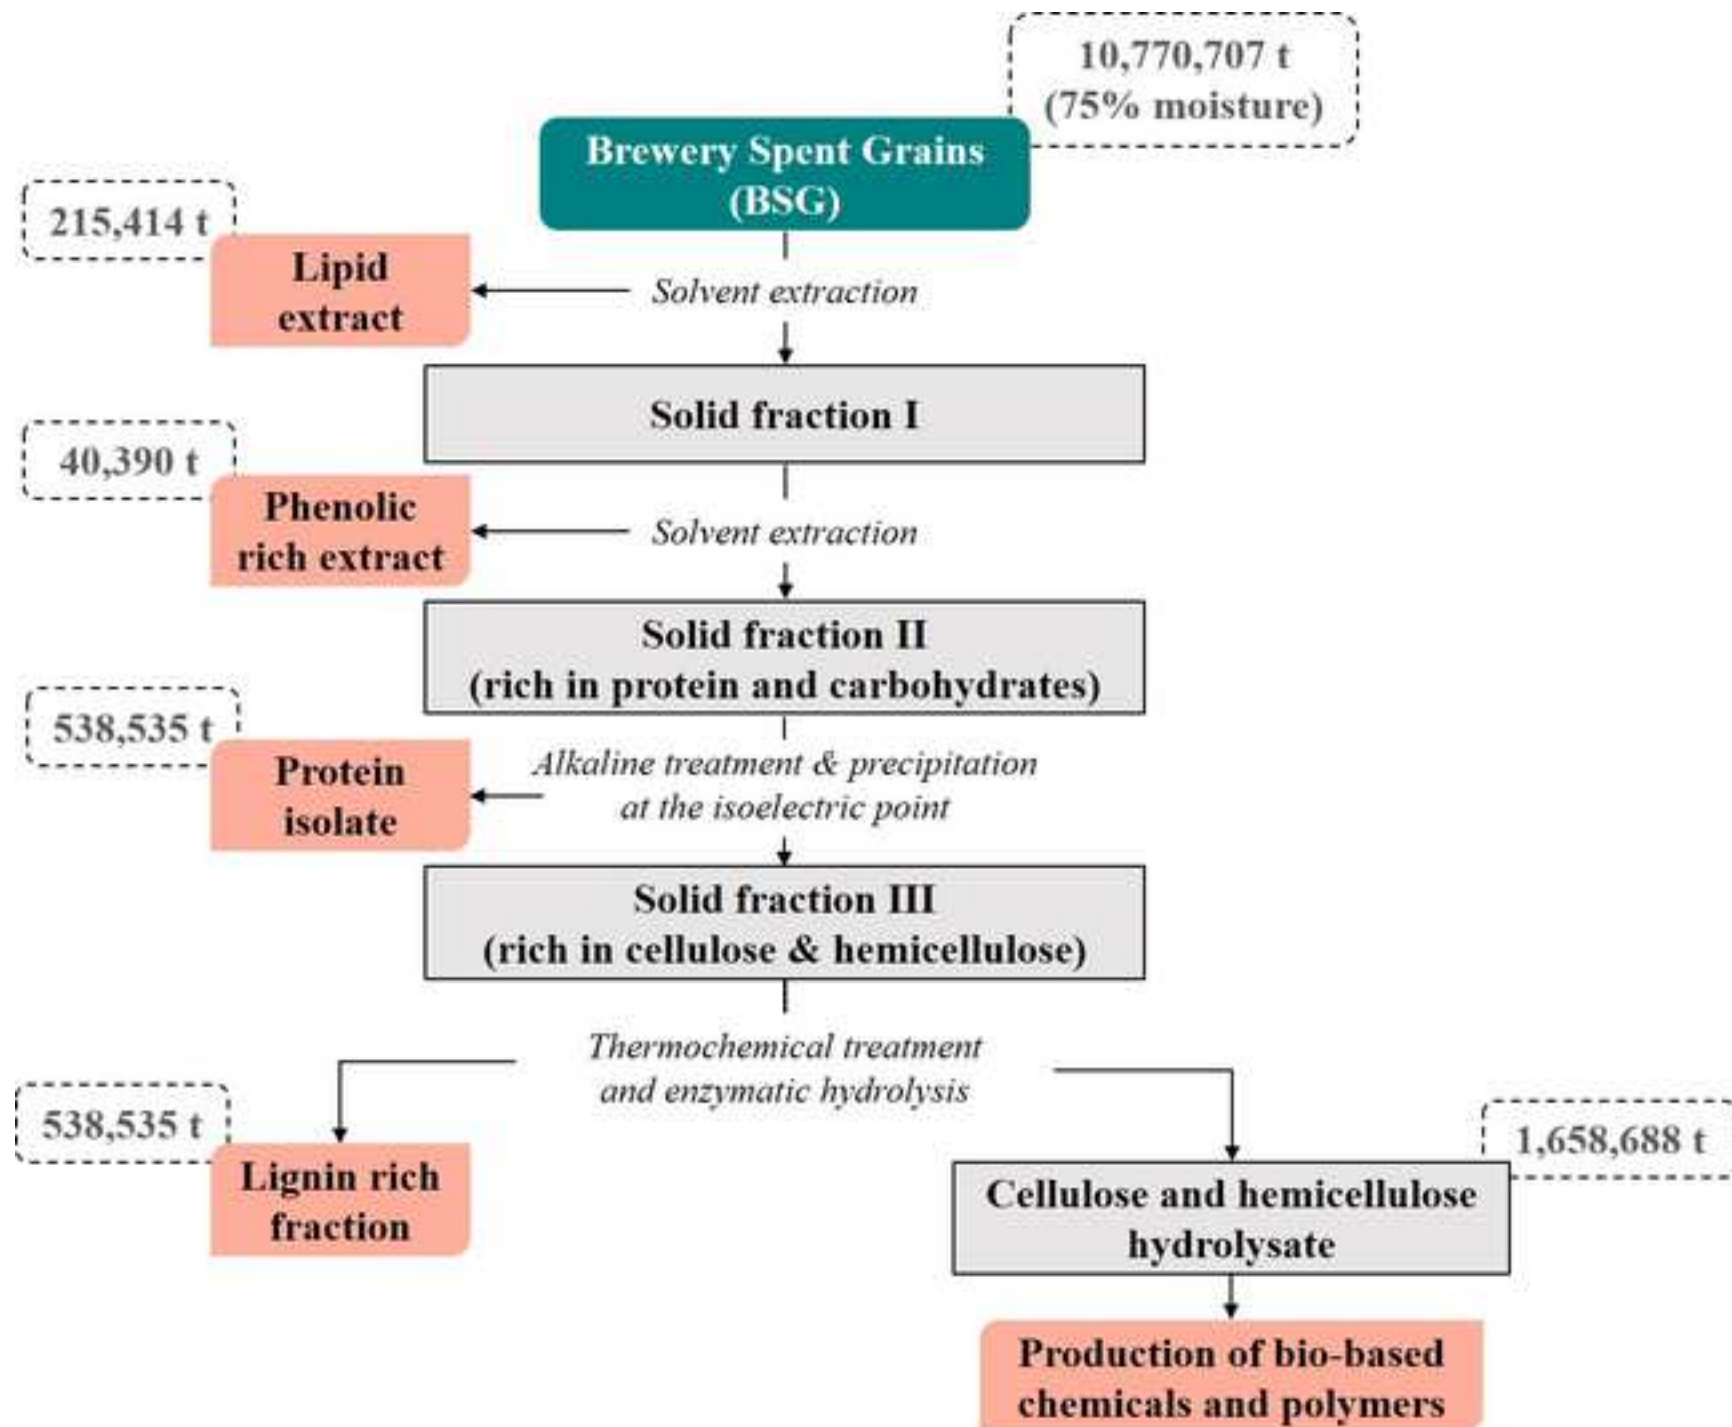 10,770,707 t
(75% moisture)
Brewery Spent Grains
(BSG)
215,414 t
Lipid
extract
Solvent extraction
Solid fraction I
40,390 t
Phenolic
rich extract
Solvent extraction
Solid fraction II
(rich in protein and carbohydrates)
538,535 t
Protein
isolate
Alkaline treatment & precipitation
at the isoelectric point
Solid fraction III
(rich in cellulose & hemicellulose)
Thermochemical treatment
and enzymatic hydrolysis
538,535 t
Lignin rich
fraction
1,658,688 t
Cellulose and hemicellulose
hydrolysate
Production of bio-based
chemicals and polymers